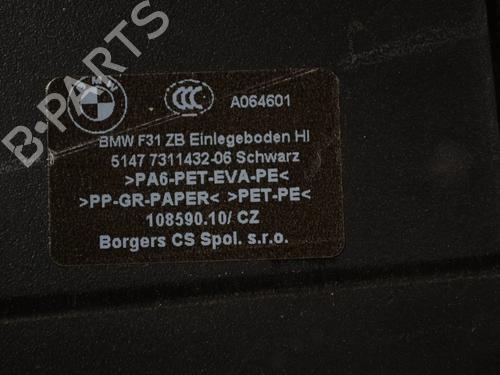 BMW
A064601
BMW F31 ZB Einlegeboden HI
5147 7311432-06 Schwarz
>PA6-PET-EVA-PE<
>PP-GR-PAPER< >PET-PE<
108590.10/ CZ
Borgers CS Spol. s.r.o.
B-PARTS